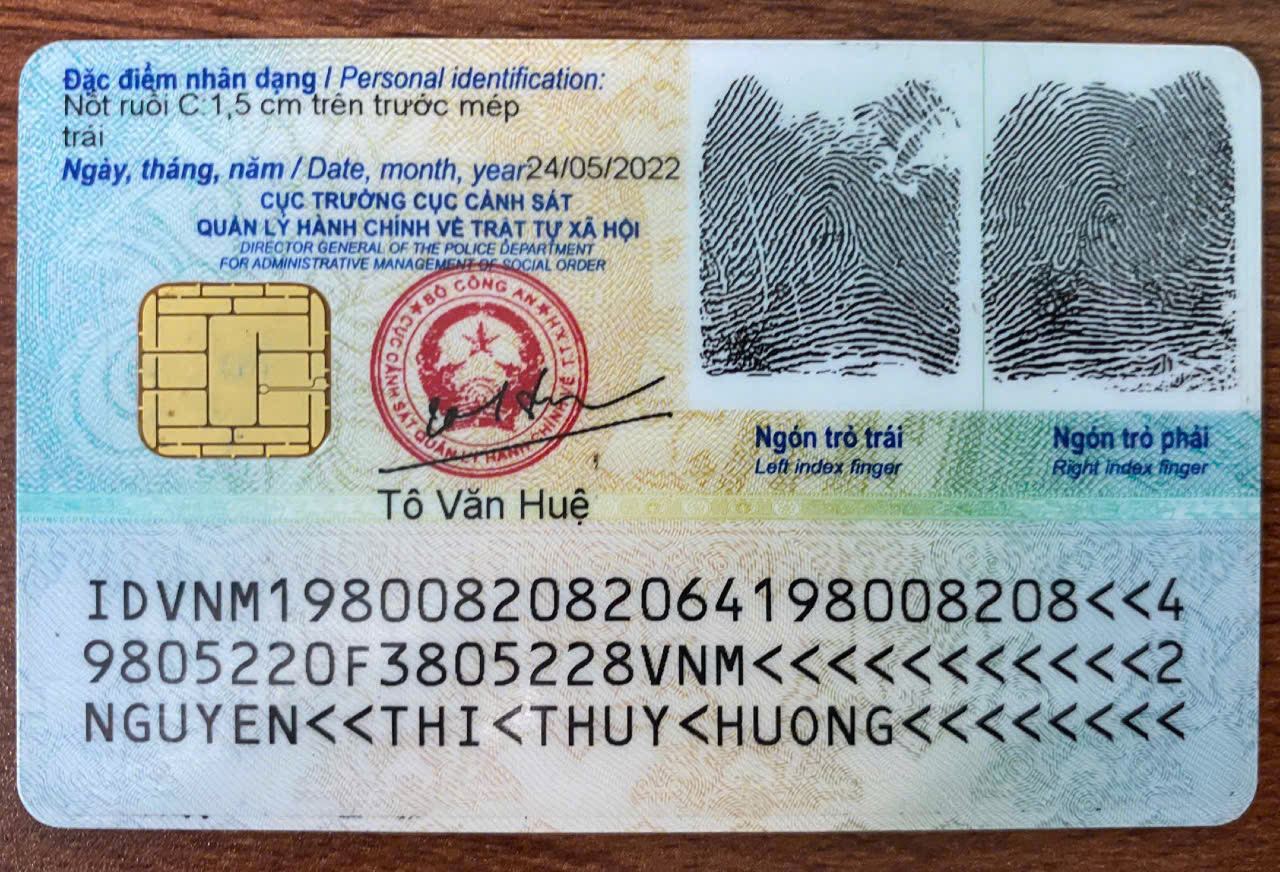 Đặc điểm nhân dạng / Personal identification:
Nốt ruồi C:1,5 cm trên trước mép
trái
Ngày, tháng, năm / Date, month, year 24/05/2022
CỤC TRƯỞNG CỤC CẢNH SÁT
QUẢN LÝ HÀNH CHÍNH VỀ TRẬT TỰ XÃ HỘI
DIRECTOR GENERAL OF THE POLICE DEPARTMENT
FOR ADMINISTRATIVE MANAGEMENT OF SOCIAL ORDER
BỘ CÔNG AN
CỤC CẢNH SÁT QUẢN LÝ HÀNH CHÍNH VỀ TTXH
Tô Văn Huệ
Ngón trỏ trái
Left index finger
Ngón trỏ phải
Right index finger
IDVNM1980082082064198008208<<4
9805220F3805228VNM<<<<<<<<<<<2
NGUYEN<<THI<THUY<HUONG<<<<<<<<